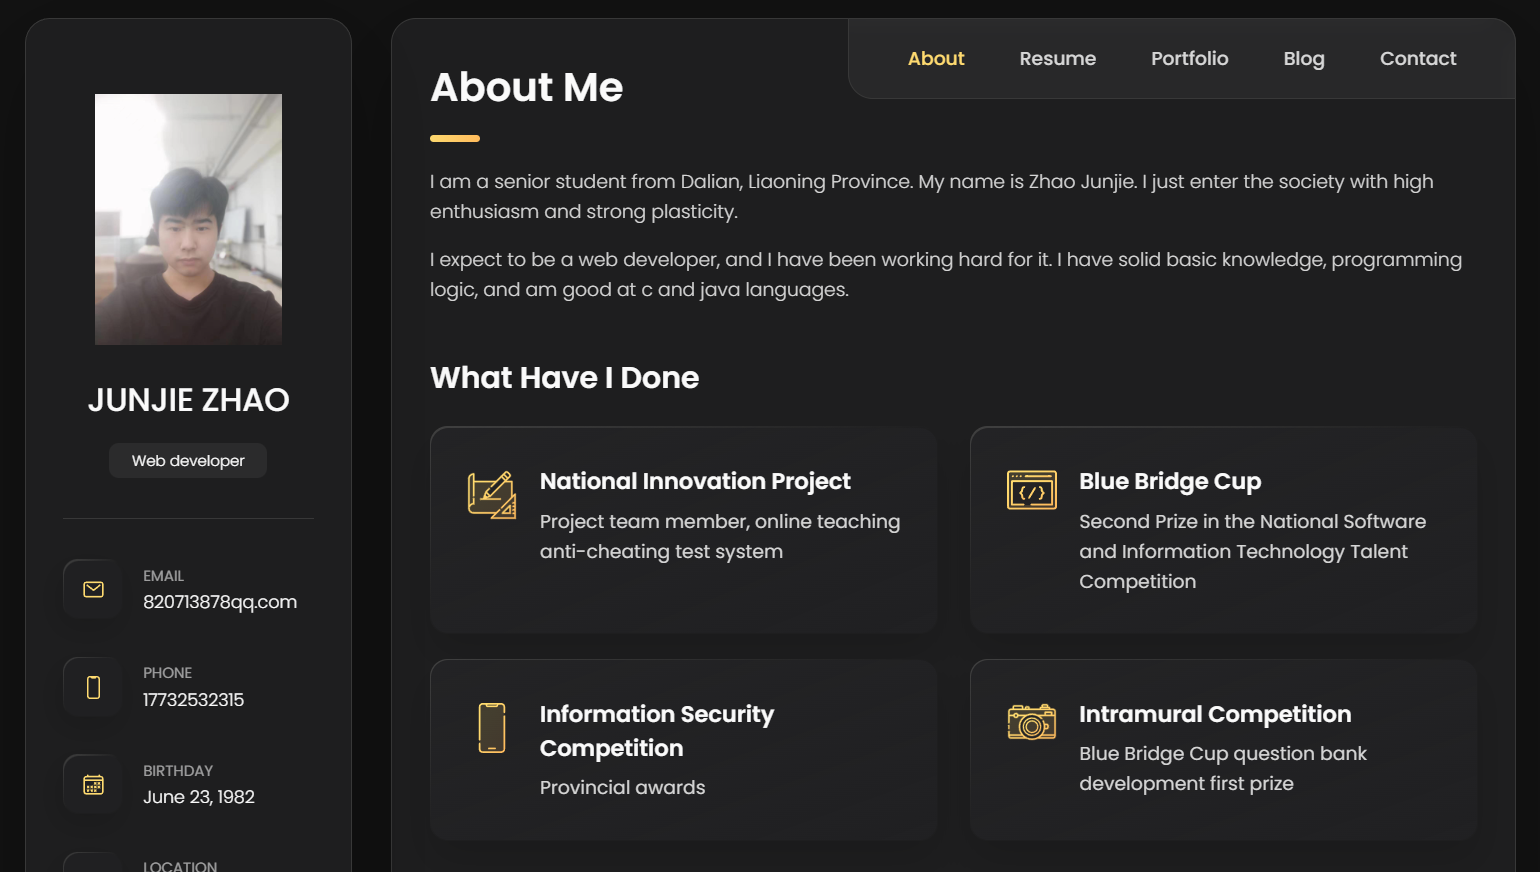 About
Resume
Portfolio
Blog
Contact
JUNJIE ZHAO
Web developer
EMAIL
820713878qq.com
PHONE
17732532315
BIRTHDAY
June 23, 1982
LOCATION
About Me
I am a senior student from Dalian, Liaoning Province. My name is Zhao Junjie. I just enter the society with high
enthusiasm and strong plasticity.
I expect to be a web developer, and I have been working hard for it. I have solid basic knowledge, programming
logic, and am good at c and java languages.
What Have I Done
National Innovation Project
Project team member, online teaching
anti-cheating test system
Blue Bridge Cup
Second Prize in the National Software
and Information Technology Talent
Competition
Information Security
Competition
Provincial awards
Intramural Competition
Blue Bridge Cup question bank
development first prize